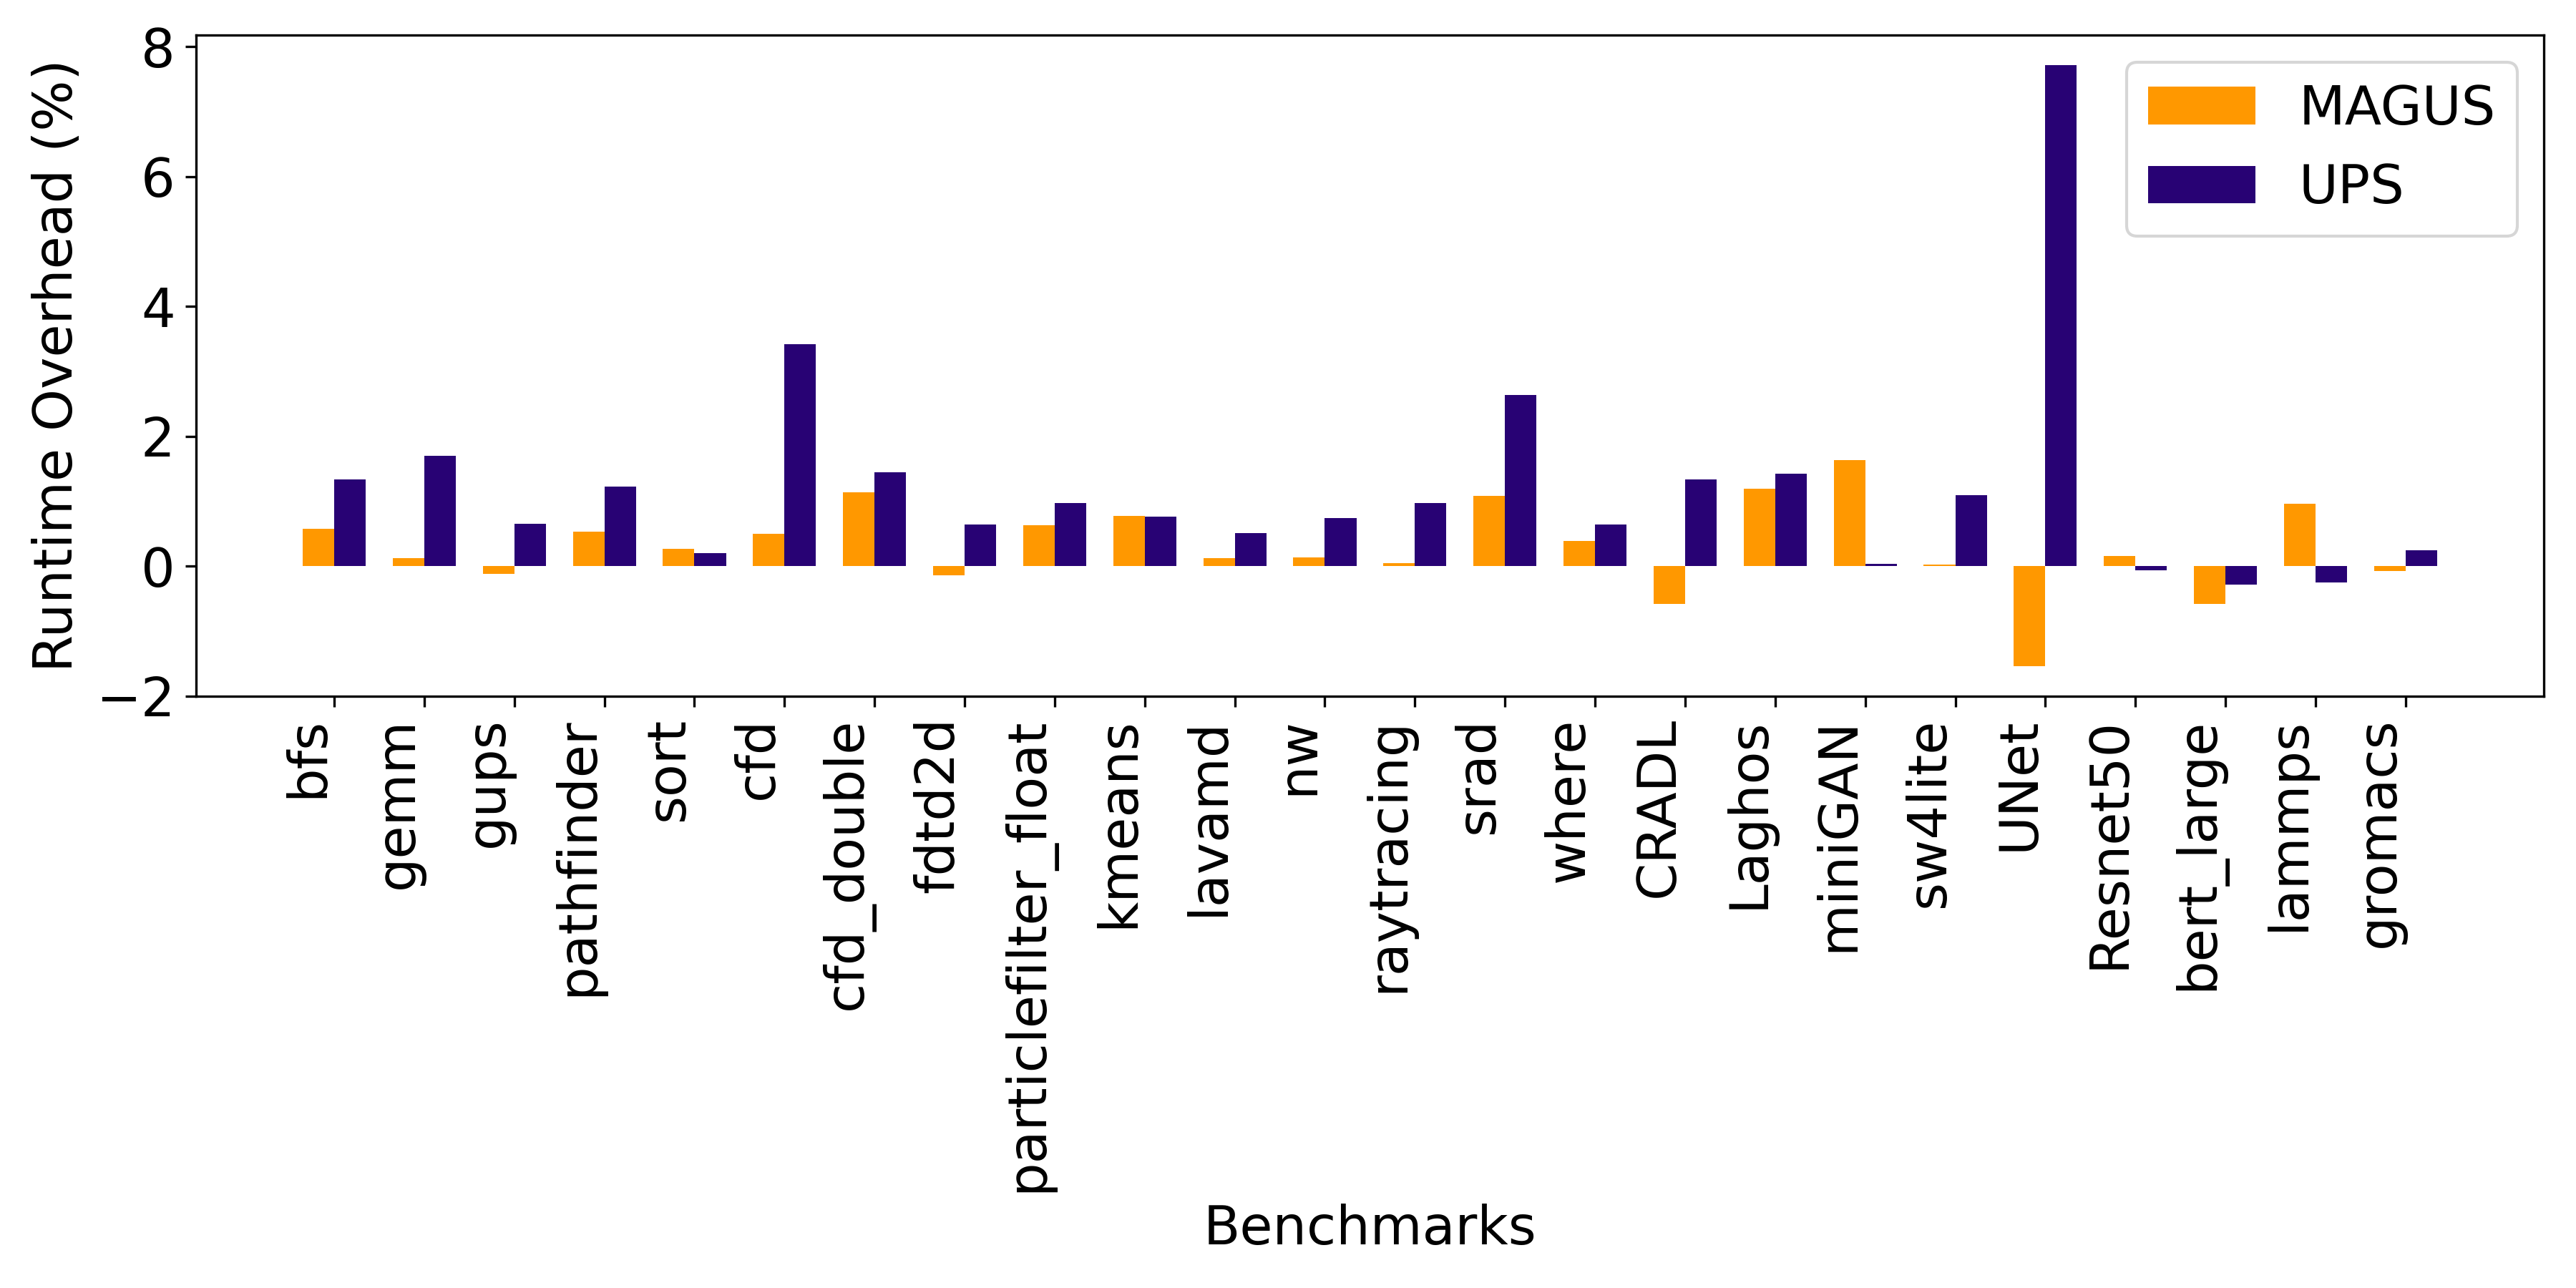 Runtime Overhead (%)
8
6
4
2
0
−2
MAGUS
UPS
bfs
gemm
gups
pathfinder
sort
cfd
cfd_double
fdtd2d
particlefilter_float
kmeans
lavamd
nw
raytracing
srad
where
CRADL
Laghos
miniGAN
sw4lite
UNet
Resnet50
bert_large
lammps
gromacs
Benchmarks